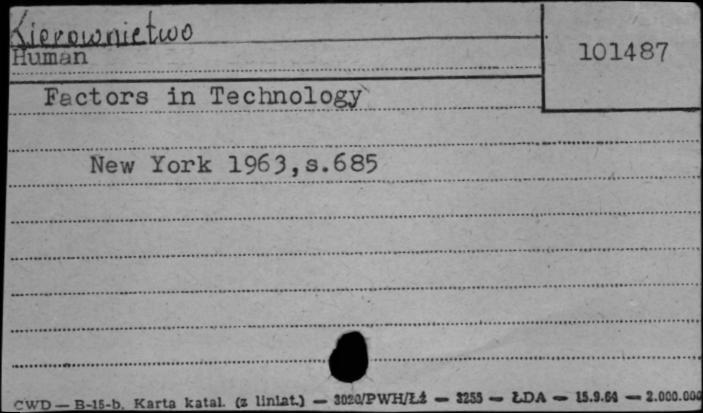 Kierownictwo
Human
101487
Factors in Technology
New York 1963,s.685
CWD — B-15-b. Karta katal. (z liniat.) — 3020/PWH/Łż — 3255 — ŁDA — 15.9.64 — 2.000.000